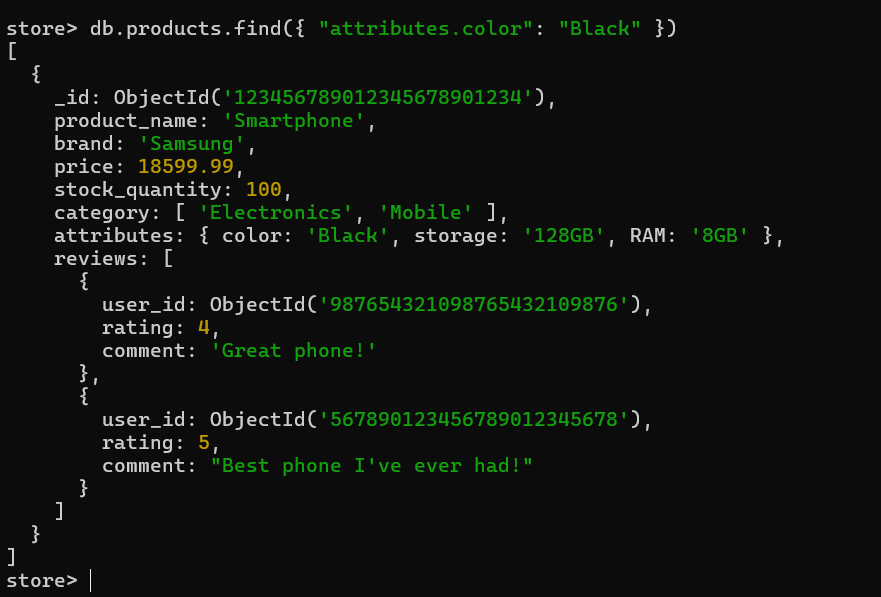 store> db.products.find({ "attributes.color": "Black" })
[
  {
    _id: ObjectId('123456789012345678901234'),
    product_name: 'Smartphone',
    brand: 'Samsung',
    price: 18599.99,
    stock_quantity: 100,
    category: [ 'Electronics', 'Mobile' ],
    attributes: { color: 'Black', storage: '128GB', RAM: '8GB' },
    reviews: [
      {
        user_id: ObjectId('987654321098765432109876'),
        rating: 4,
        comment: 'Great phone!'
      },
      {
        user_id: ObjectId('567890123456789012345678'),
        rating: 5,
        comment: "Best phone I've ever had!"
      }
    ]
  }
]
store>